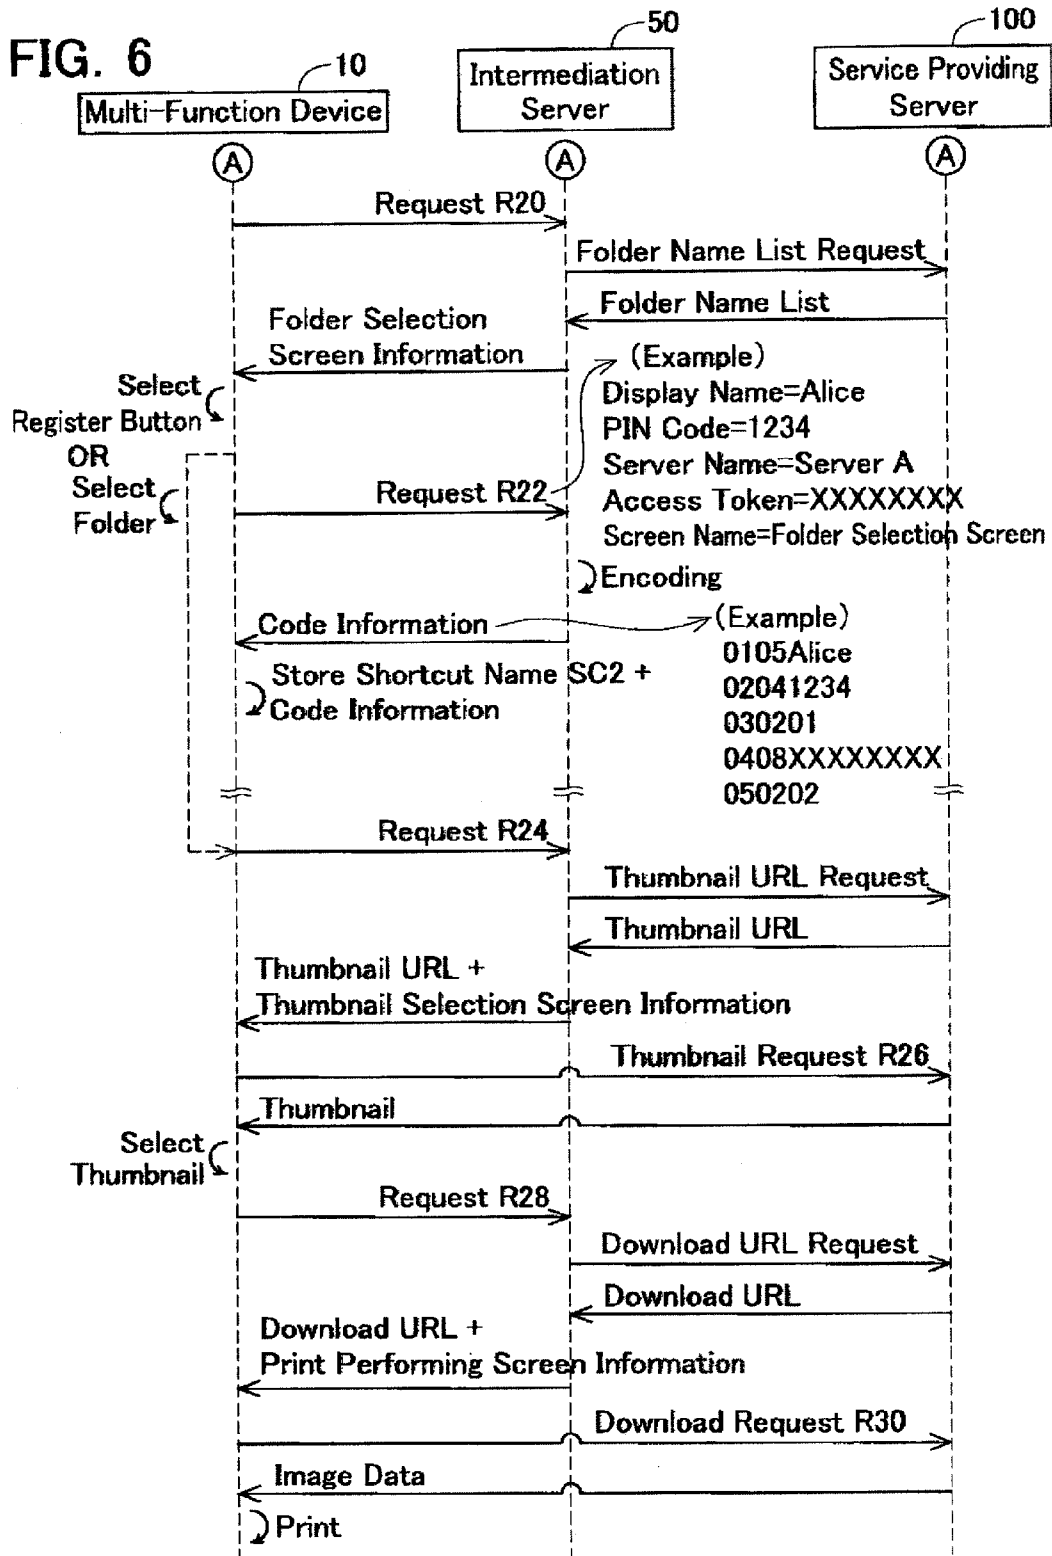 FIG. 6
10
50
100
Multi-Function Device
Intermediation
Server
Service Providing
Server
A
A
A
Request R20
Folder Name List Request
Folder Name List
Folder Selection
Screen Information
(Example)
Display Name=Alice
PIN Code=1234
Server Name=Server A
Access Token=XXXXXXXX
Screen Name=Folder Selection Screen
Select
Register Button
OR
Select
Folder
Request R22
Encoding
Code Information
(Example)
0105Alice
02041234
030201
0408XXXXXXXX
050202
Store Shortcut Name SC2 +
Code Information
Request R24
Thumbnail URL Request
Thumbnail URL
Thumbnail URL +
Thumbnail Selection Screen Information
Thumbnail Request R26
Thumbnail
Select
Thumbnail
Request R28
Download URL Request
Download URL
Download URL +
Print Performing Screen Information
Download Request R30
Image Data
Print